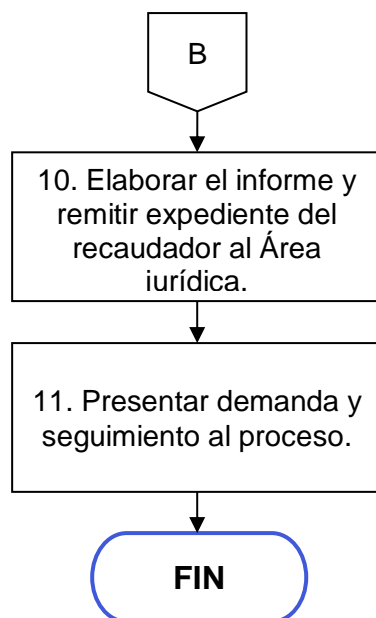 B
10. Elaborar el informe y
remitir expediente del
recaudador al Área
iurídica.
11. Presentar demanda y
seguimiento al proceso.
FIN